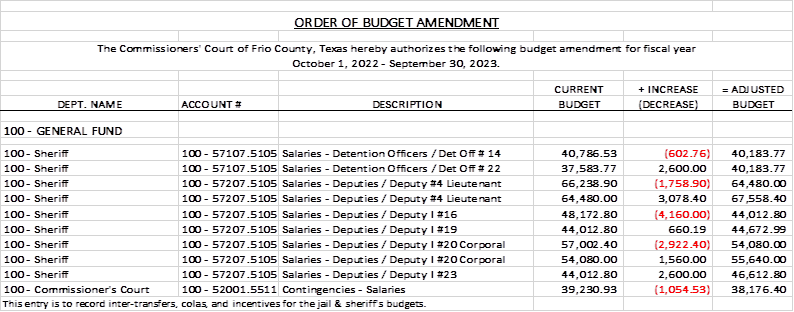 ORDER OF BUDGET AMENDMENT
The Commissioners' Court of Frio County, Texas hereby authorizes the following budget amendment for fiscal year
October 1, 2022 - September 30, 2023.
CURRENT + INCREASE = ADJUSTED
DEPT. NAME ACCOUNT # DESCRIPTION BUDGET (DECREASE) BUDGET
100 - GENERAL FUND
100 - Sheriff 100 - 57107.5105 Salaries - Detention Officers / Det Off # 14 40,786.53 (602.76) 40,183.77
100 - Sheriff 100 - 57107.5105 Salaries - Detention Officers / Det Off # 22 37,583.77 2,600.00 40,183.77
100 - Sheriff 100 - 57207.5105 Salaries - Deputies / Deputy #4 Lieutenant 66,238.90 (1,758.90) 64,480.00
100 - Sheriff 100 - 57207.5105 Salaries - Deputies / Deputy #4 Lieutenant 64,480.00 3,078.40 67,558.40
100 - Sheriff 100 - 57207.5105 Salaries - Deputies / Deputy I #16 48,172.80 (4,160.00) 44,012.80
100 - Sheriff 100 - 57207.5105 Salaries - Deputies / Deputy I #19 44,012.80 660.19 44,672.99
100 - Sheriff 100 - 57207.5105 Salaries - Deputies / Deputy I #20 Corporal 57,002.40 (2,922.40) 54,080.00
100 - Sheriff 100 - 57207.5105 Salaries - Deputies / Deputy I #20 Corporal 54,080.00 1,560.00 55,640.00
100 - Sheriff 100 - 57207.5105 Salaries - Deputies / Deputy I #23 44,012.80 2,600.00 46,612.80
100 - Commissioner's Court 100 - 52001.5511 Contingencies - Salaries 39,230.93 (1,054.53) 38,176.40
This entry is to record inter-transfers, colas, and incentives for the jail & sheriff's budgets.